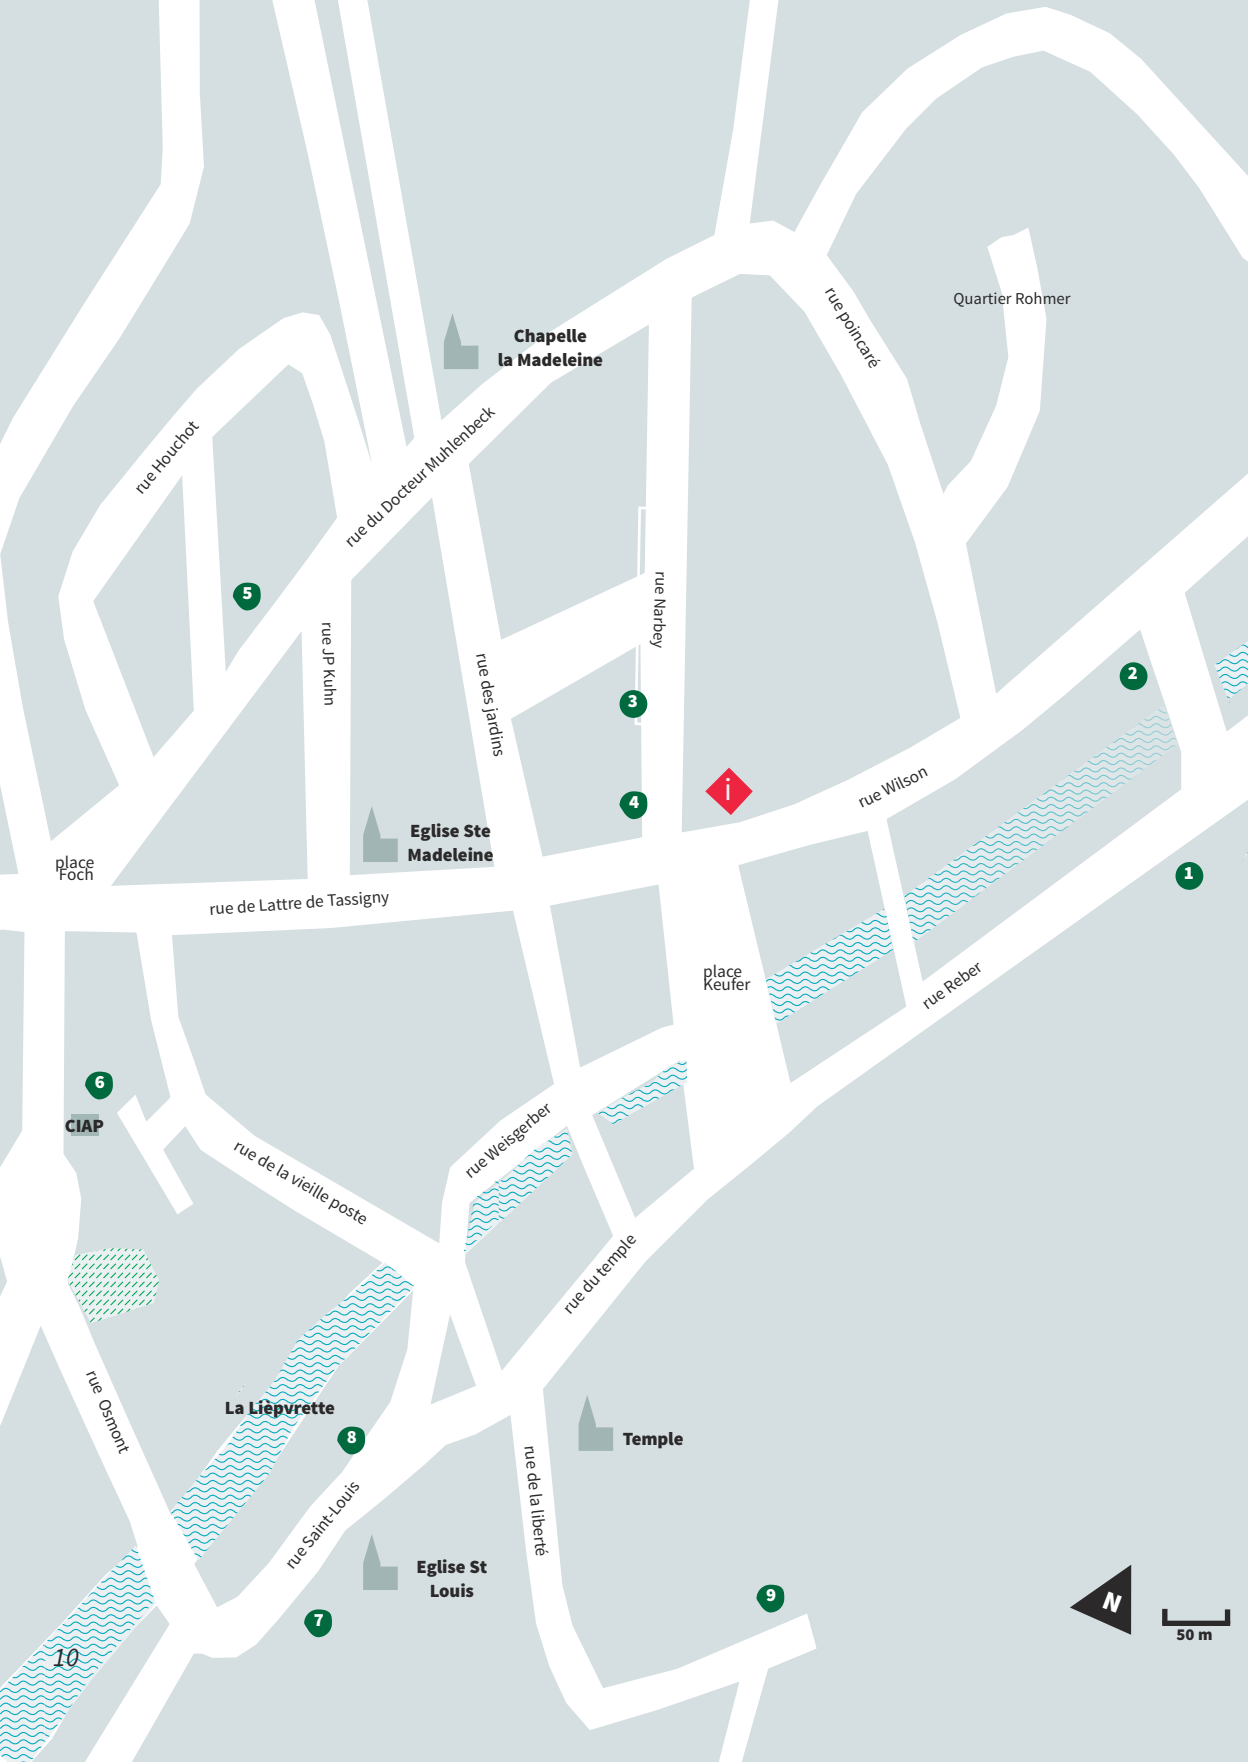 Quartier Rohmer
rue poincaré
Chapelle
la Madeleine
rue Houchot
rue du Docteur Muhlenbeck
5
rue Narbey
rue JP Kuhn
rue des jardins
2
3
i
rue Wilson
4
Eglise Ste
Madeleine
place
Foch
1
rue de Lattre de Tassigny
place
Keufer
rue Reber
6
CIAP
rue Weisgerber
rue de la vieille poste
rue du temple
rue Osmont
La Lièpvrette
8
Temple
rue de la liberté
rue Saint-Louis
Eglise St
Louis
9
7
N
50 m
10